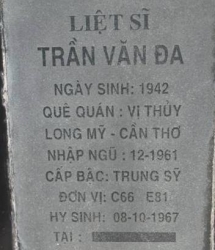 LIỆT SĨ
TRẦN VĂN ĐA
NGÀY SINH: 1942
QUÊ QUÁN: VỊ THỦY
LONG MỸ - CẦN THƠ
NHẬP NGŨ : 12-1961
CẤP BẬC: TRUNG SỸ
ĐƠN VỊ: C66 E81
HY SINH: 08-10-1967
TẠI :